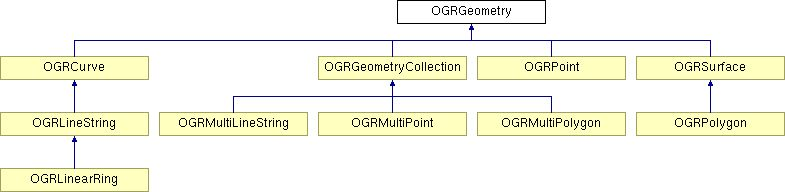 OGRGeometry
OGRCurve
OGRGeometryCollection
OGRPoint
OGRSurface
OGRLineString
OGRMultiLineString
OGRMultiPoint
OGRMultiPolygon
OGRPolygon
OGRLinearRing